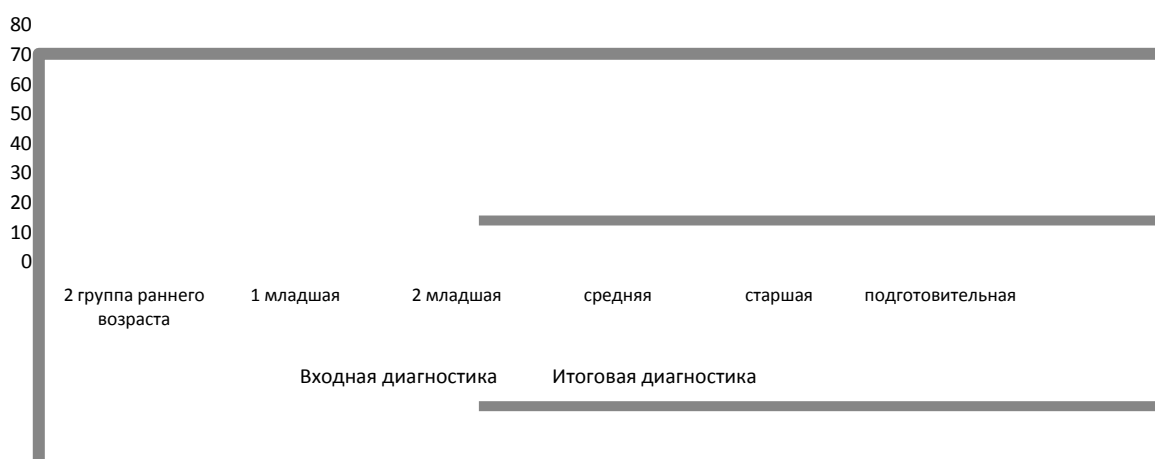 80
70
60
50
40
30
20
10
0
2 группа раннего возраста
1 младшая
2 младшая
средняя
старшая
подготовительная
Входная диагностика
Итоговая диагностика